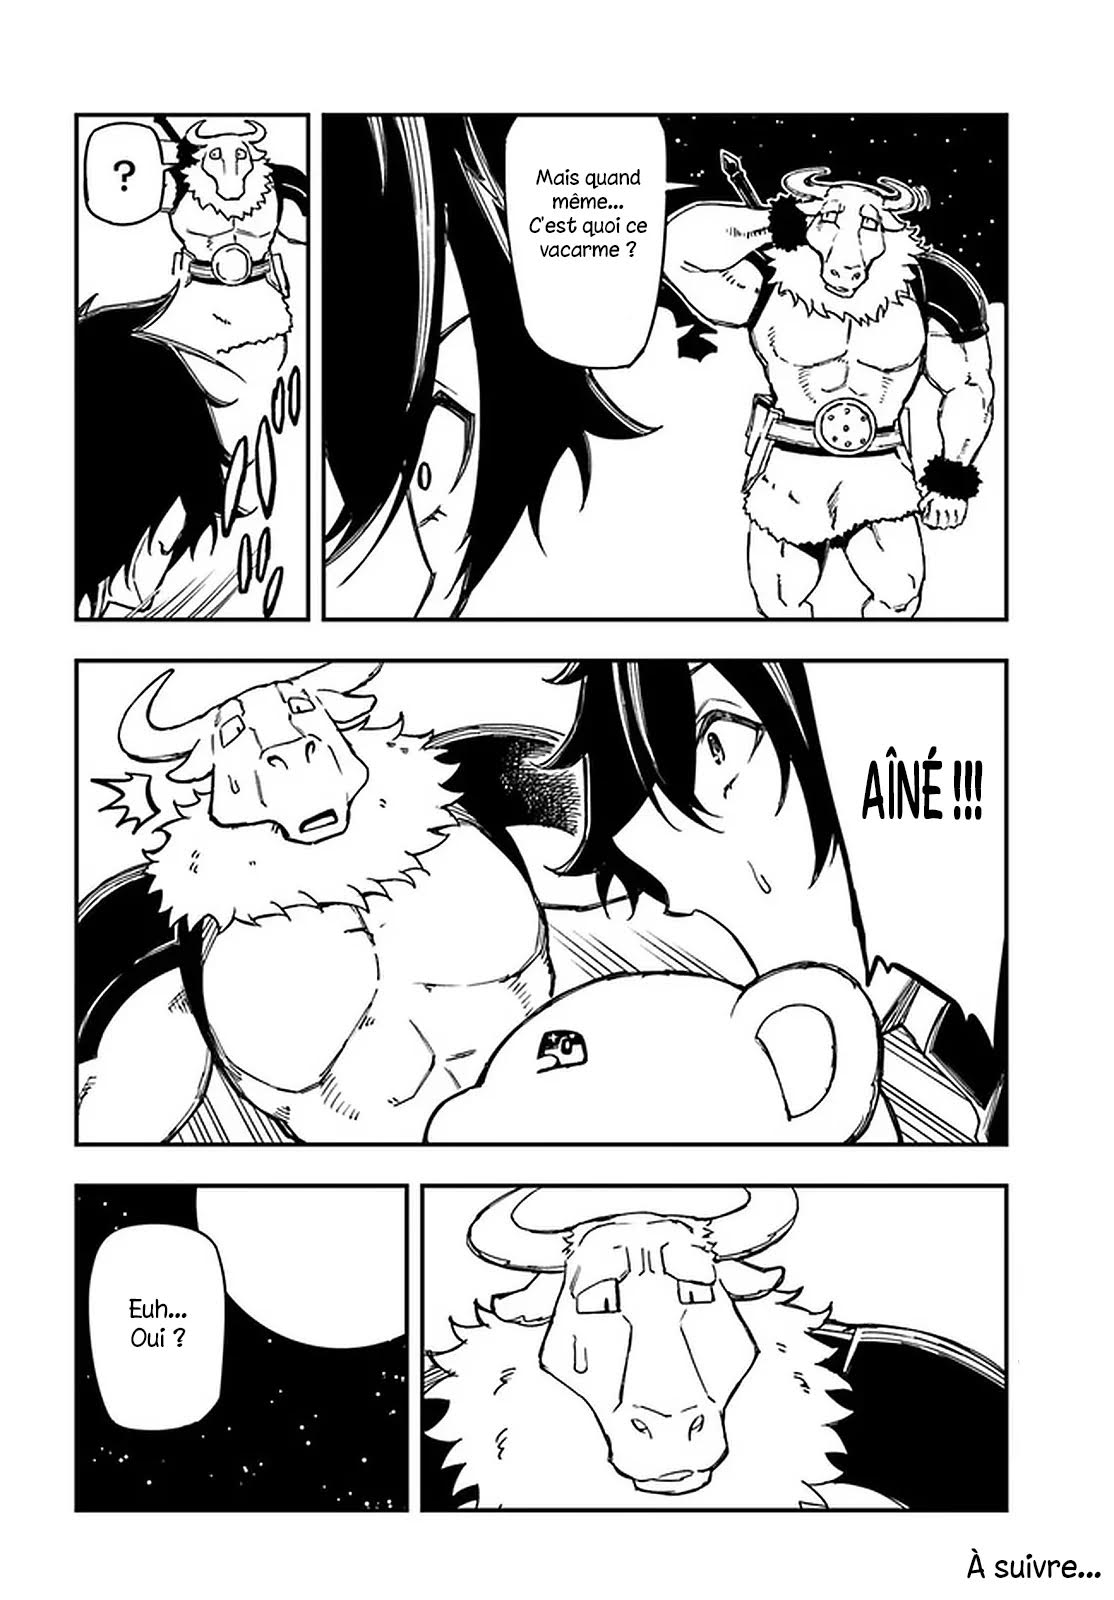 Mais quand
même...
C'est quoi ce
vacarme ?
?
AÎNÉ !!!
Euh...
Oui ?
À suivre...